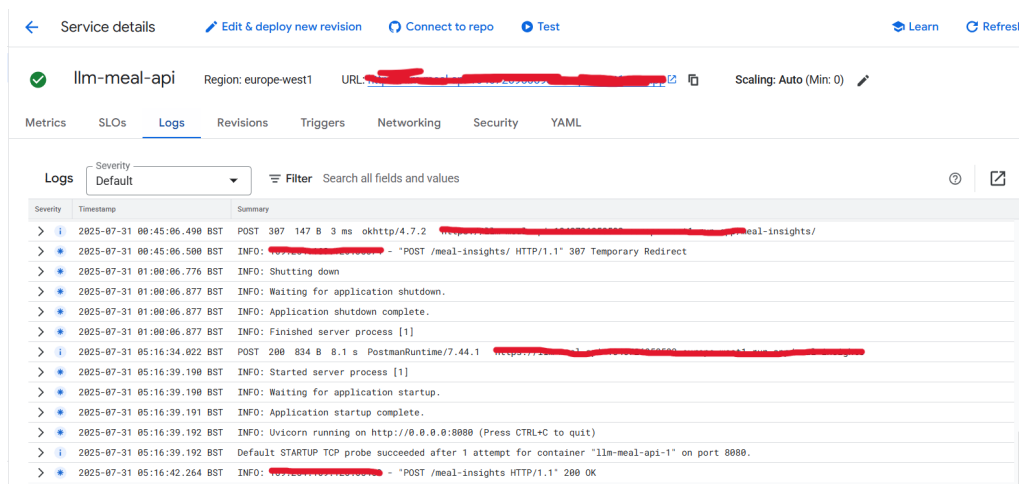 Service details Edit & deploy new revision Connect to repo Test Learn Refresh
llm-meal-api Region: europe-west1 URL: Scaling: Auto (Min: 0)
Metrics SLOs Logs Revisions Triggers Networking Security YAML
Severity
Logs Default Filter Search all fields and values
Severity Timestamp Summary
2025-07-31 00:45:06.490 BST POST 307 147 B 3 ms okhttp/4.7.2 meal-insights/
2025-07-31 00:45:06.500 BST INFO: - "POST /meal-insights/ HTTP/1.1" 307 Temporary Redirect
2025-07-31 01:00:06.776 BST INFO: Shutting down
2025-07-31 01:00:06.877 BST INFO: Waiting for application shutdown.
2025-07-31 01:00:06.877 BST INFO: Application shutdown complete.
2025-07-31 01:00:06.877 BST INFO: Finished server process [1]
2025-07-31 05:16:34.022 BST POST 200 834 B 8.1 s PostmanRuntime/7.44.1
2025-07-31 05:16:39.190 BST INFO: Started server process [1]
2025-07-31 05:16:39.190 BST INFO: Waiting for application startup.
2025-07-31 05:16:39.191 BST INFO: Application startup complete.
2025-07-31 05:16:39.192 BST INFO: Uvicorn running on http://0.0.0.0:8080 (Press CTRL+C to quit)
2025-07-31 05:16:39.192 BST Default STARTUP TCP probe succeeded after 1 attempt for container "llm-meal-api-1" on port 8080.
2025-07-31 05:16:42.264 BST INFO: - "POST /meal-insights HTTP/1.1" 200 OK